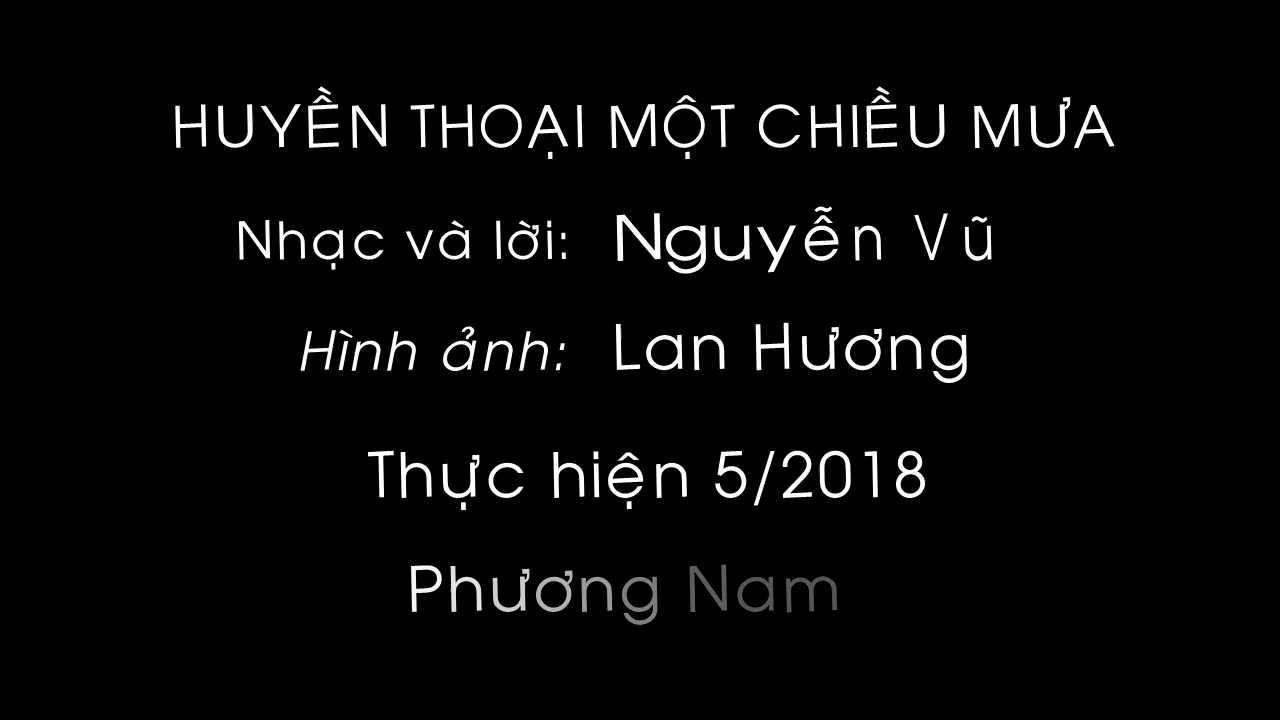 HUYỀN THOẠI MỘT CHIỀU MƯA
Nhạc và lời: Nguyễn Vũ
Hình ảnh: Lan Hương
Thực hiện 5/2018
Phương Nam